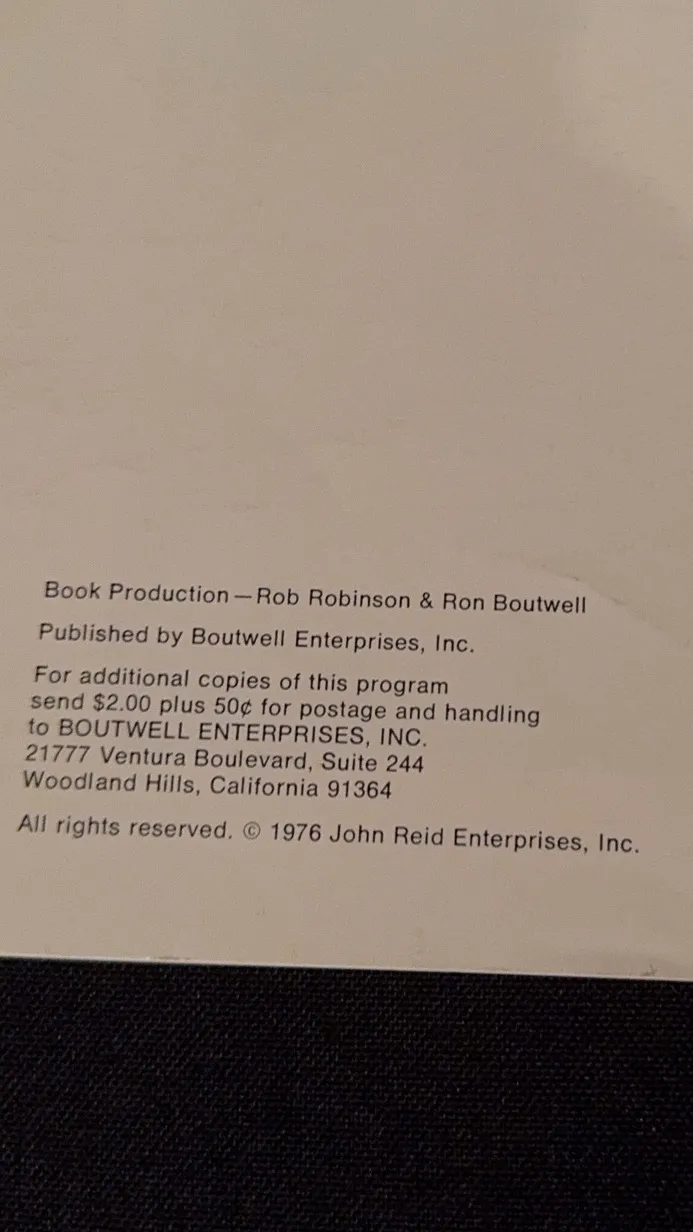 Book Production — Rob Robinson & Ron Boutwell
Published by Boutwell Enterprises, Inc.
For additional copies of this program
send $2.00 plus 50¢ for postage and handling
to BOUTWELL ENTERPRISES, INC.
21777 Ventura Boulevard, Suite 244
Woodland Hills, California 91364
All rights reserved. © 1976 John Reid Enterprises, Inc.